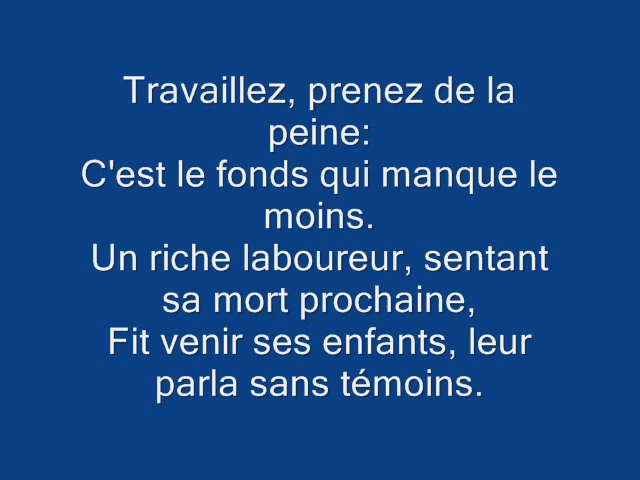 Travaillez, prenez de la
peine:
C'est le fonds qui manque le
moins.
Un riche laboureur, sentant
sa mort prochaine,
Fit venir ses enfants, leur
parla sans témoins.